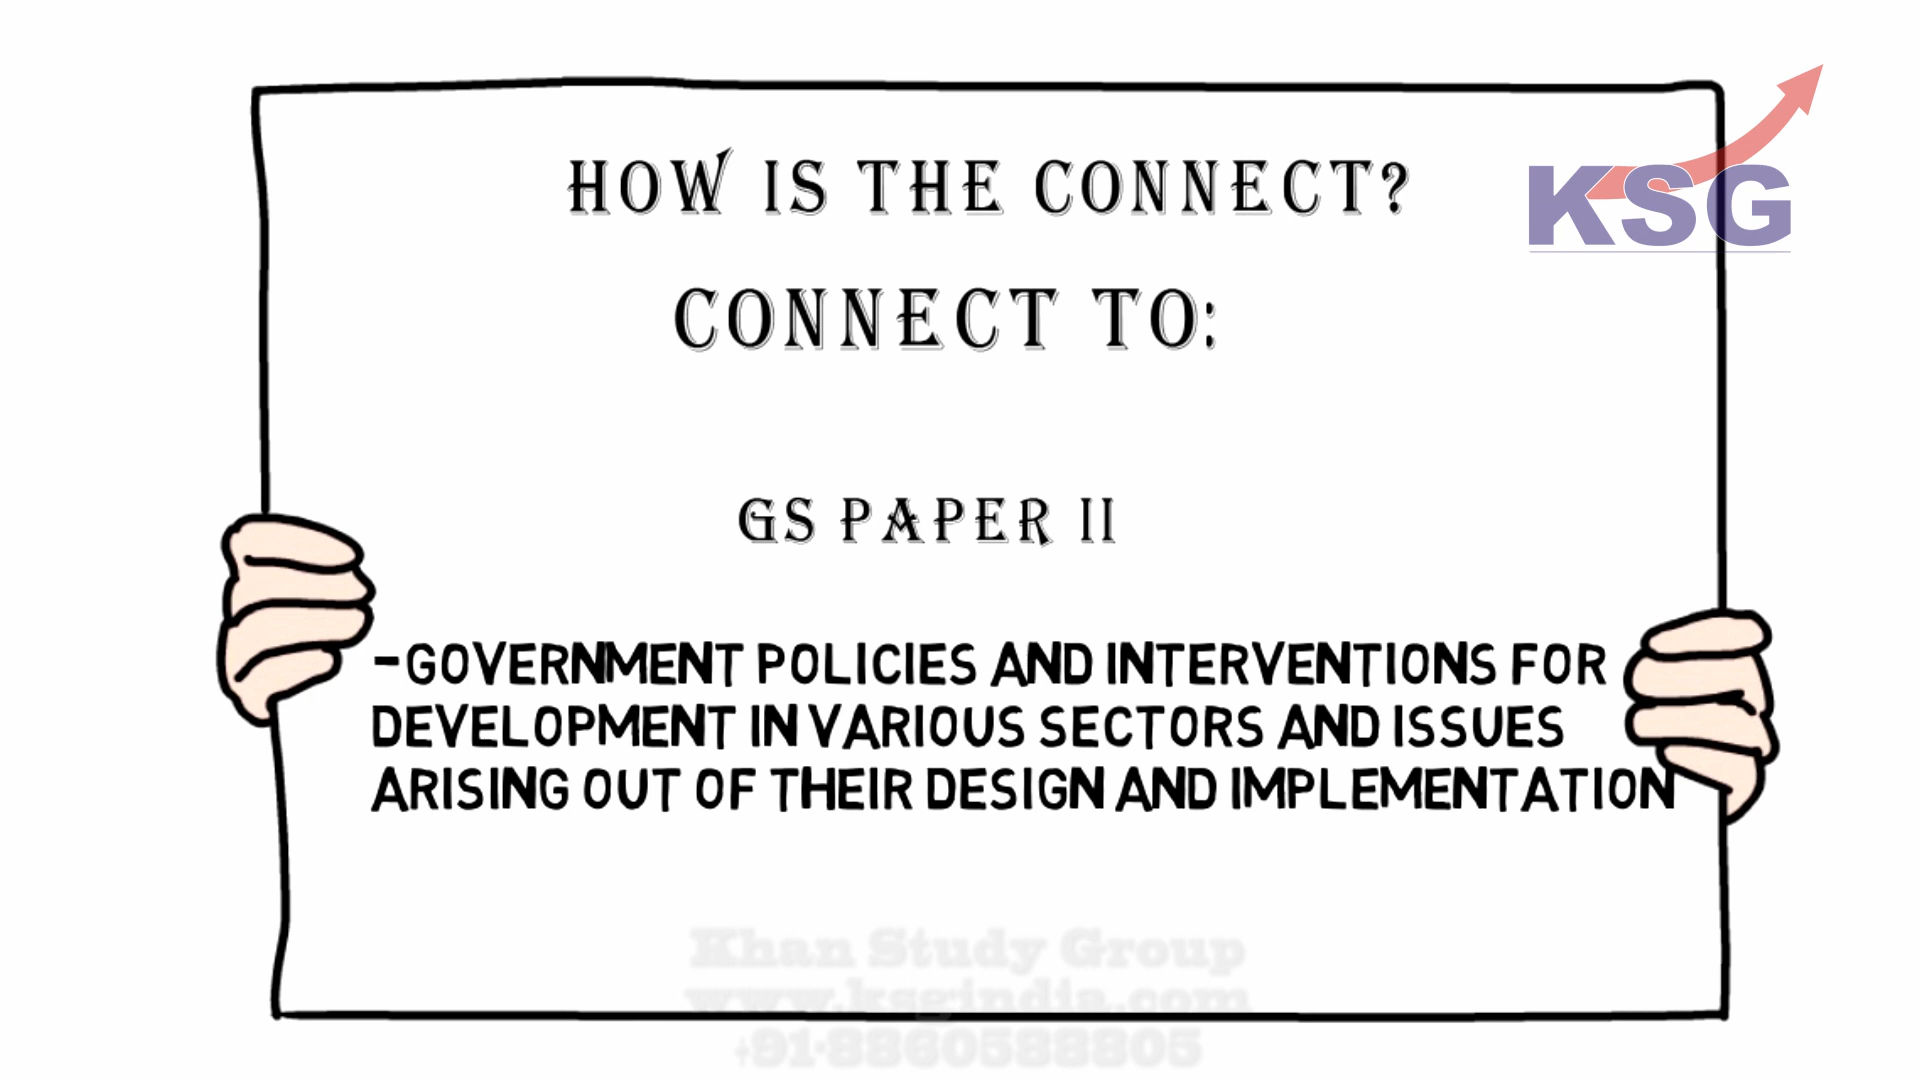 HOW IS THE CONNECT?
KSG
CONNECT TO:
GS PAPER II
-GOVERNMENT POLICIES AND INTERVENTIONS FOR
DEVELOPMENT IN VARIOUS SECTORS AND ISSUES
ARISING OUT OF THEIR DESIGN AND IMPLEMENTATION
Khan Study Group
www.ksgindia.com
+91-8860588805